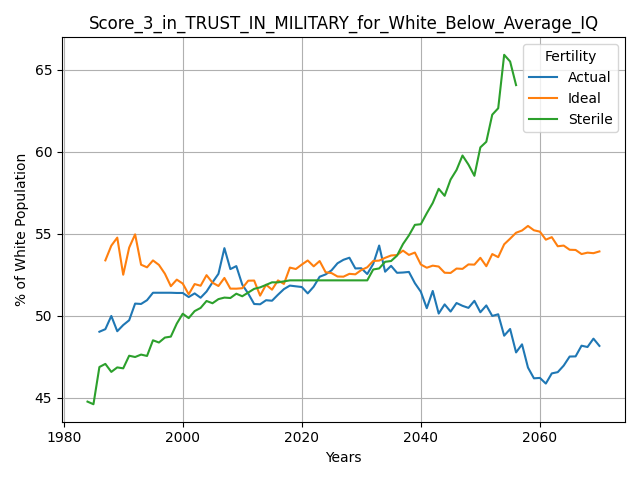 Score_3_in_TRUST_IN_MILITARY_for_White_Below_Average_IQ
Fertility
Actual
Ideal
Sterile
% of White Population
65
60
55
50
45
1980
2000
2020
2040
2060
Years